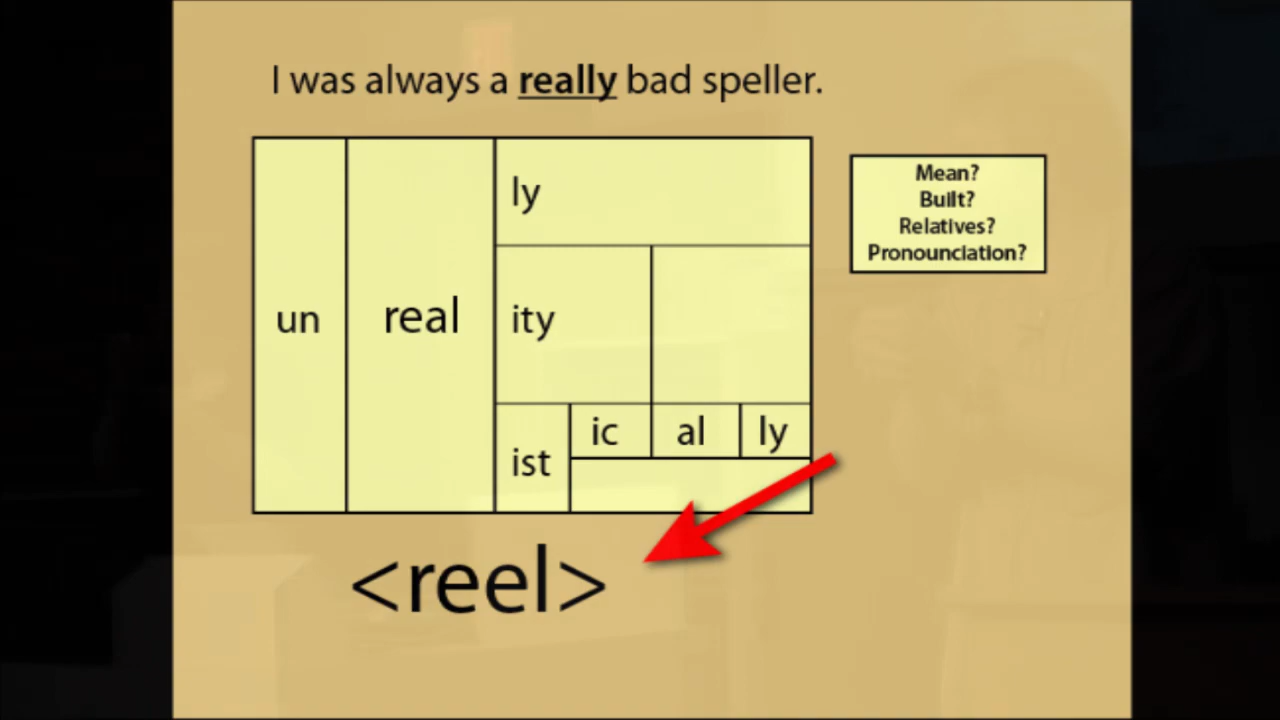 I was always a really bad speller.
un real ly
ity
ist ic al ly
Mean?
Built?
Relatives?
Pronounciation?
<reel>